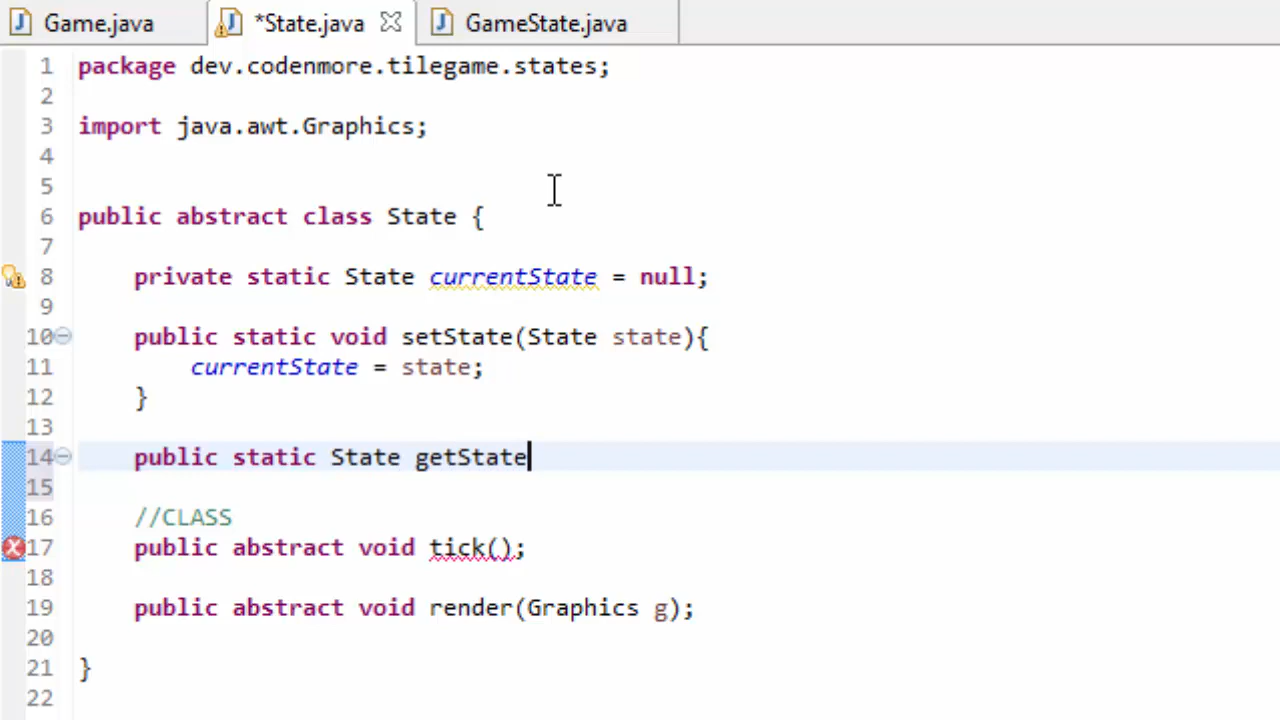 Game.java *State.java GameState.java
1 package dev.codenmore.tilegame.states;
2
3 import java.awt.Graphics;
4
5
6 public abstract class State {
7
8     private static State currentState = null;
9
10     public static void setState(State state){
11         currentState = state;
12     }
13
14     public static State getState
15
16     //CLASS
17     public abstract void tick();
18
19     public abstract void render(Graphics g);
20
21 }
22